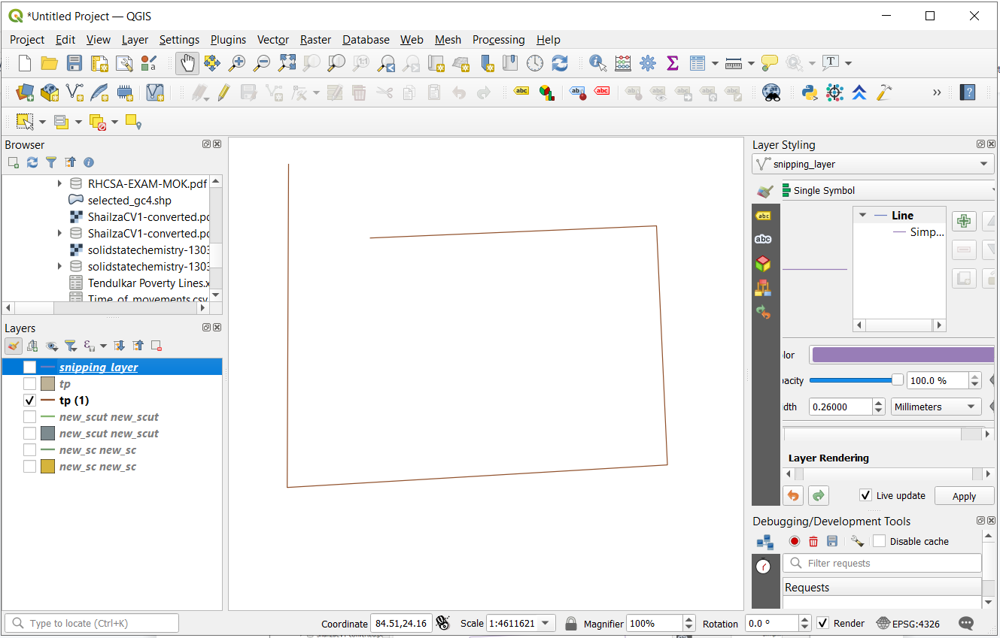 *Untitled Project — QGIS
Project Edit View Layer Settings Plugins Vector Raster Database Web Mesh Processing Help
Browser
RHCSA-EXAM-MOK.pdf
selected_gc4.shp
ShailzaCV1-converted.pc
ShailzaCV1-converted.pc
solidstatechemistry-1303
solidstatechemistry-1303
Tendulkar Poverty Lines.x
Time_of_movements.csv
Layers
snipping_layer
tp
tp (1)
new_scut new_scut
new_scut new_scut
new_sc new_sc
new_sc new_sc
Layer Styling
snipping_layer
Single Symbol
Line
Simp...
lor
pacity 100.0 %
dth 0.26000 Millimeters
Layer Rendering
Live update Apply
Debugging/Development Tools
Disable cache
Filter requests
Requests
Type to locate (Ctrl+K) Coordinate 84.51,24.16 Scale 1:4611621 Magnifier 100% Rotation 0.0 ° Render EPSG:4326